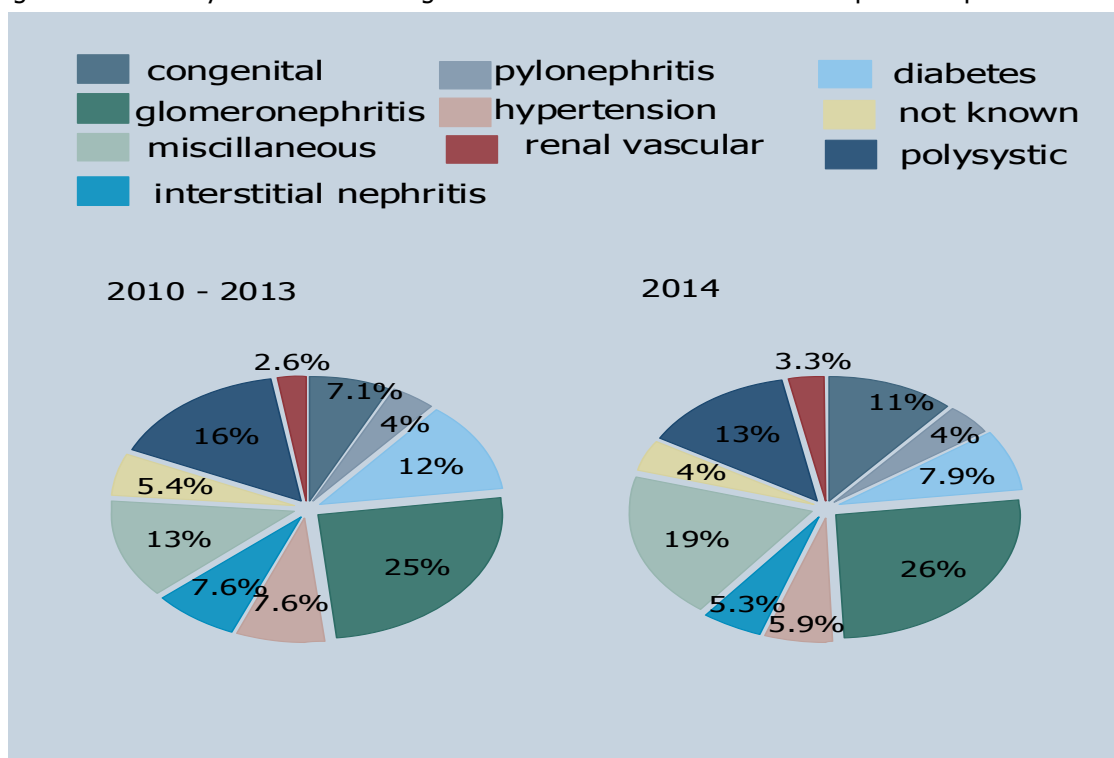 congenital pylonephritis diabetes
glomeronephritis hypertension not known
miscillaneous renal vascular polysystic
interstitial nephritis
2010 - 2013 2014
2.6% 3.3%
7.1% 11%
4% 4%
16% 13%
12% 7.9%
5.4% 4%
13% 19%
25% 26%
7.6% 5.3%
7.6% 5.9%